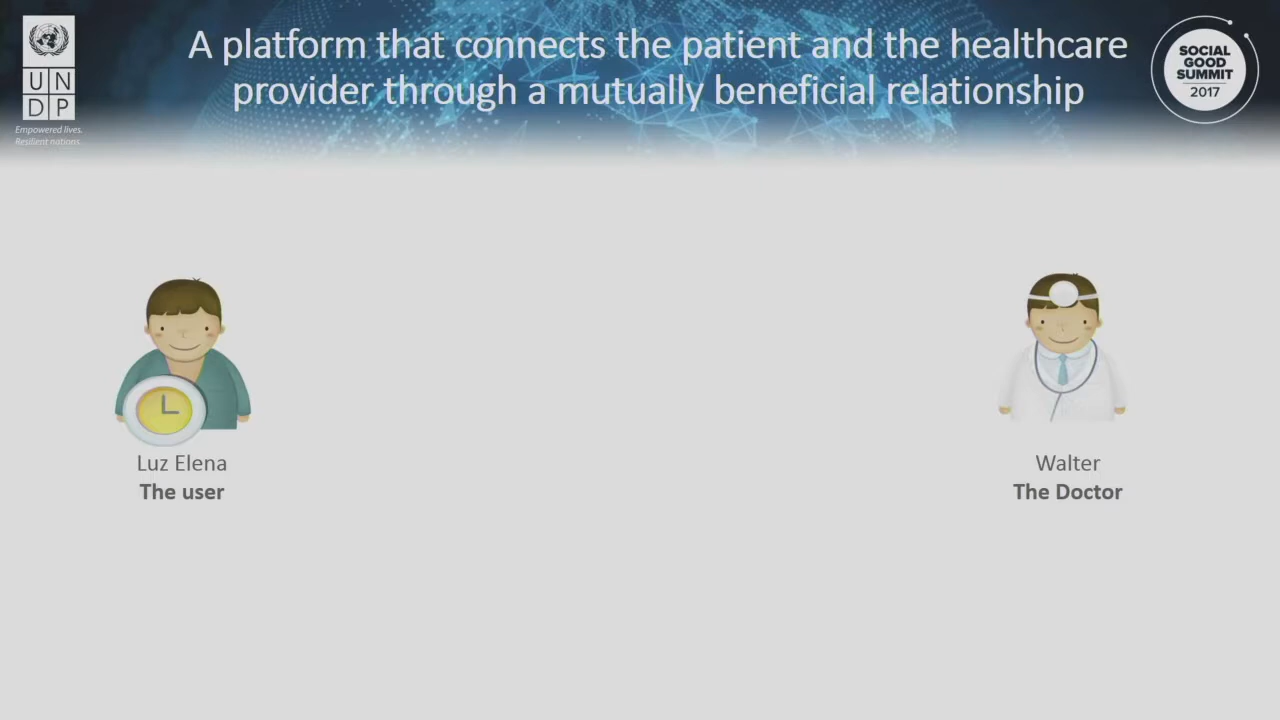 A platform that connects the patient and the healthcare
provider through a mutually beneficial relationship
U N
D P
Empowered lives.
Resilient nations.
SOCIAL
GOOD
SUMMIT
2017
Luz Elena
The user
Walter
The Doctor